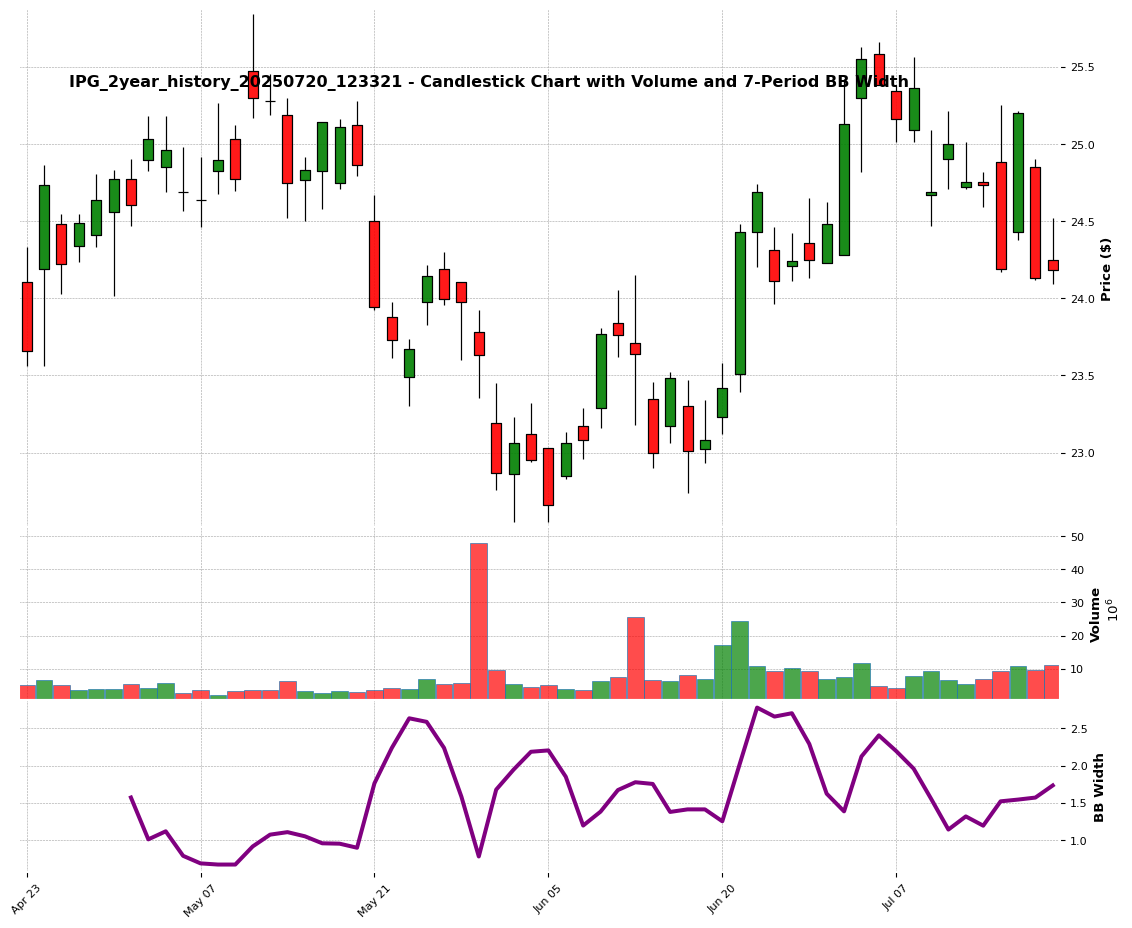 IPG_2year_history_20250720_123321 - Candlestick Chart with Volume and 7-Period BB Width
25.5
25.0
24.5
24.0
23.5
23.0
Price ($)
50
40
30
20
10
Volume
10^6
2.5
2.0
1.5
1.0
BB Width
Apr 23
May 07
May 21
Jun 05
Jun 20
Jul 07